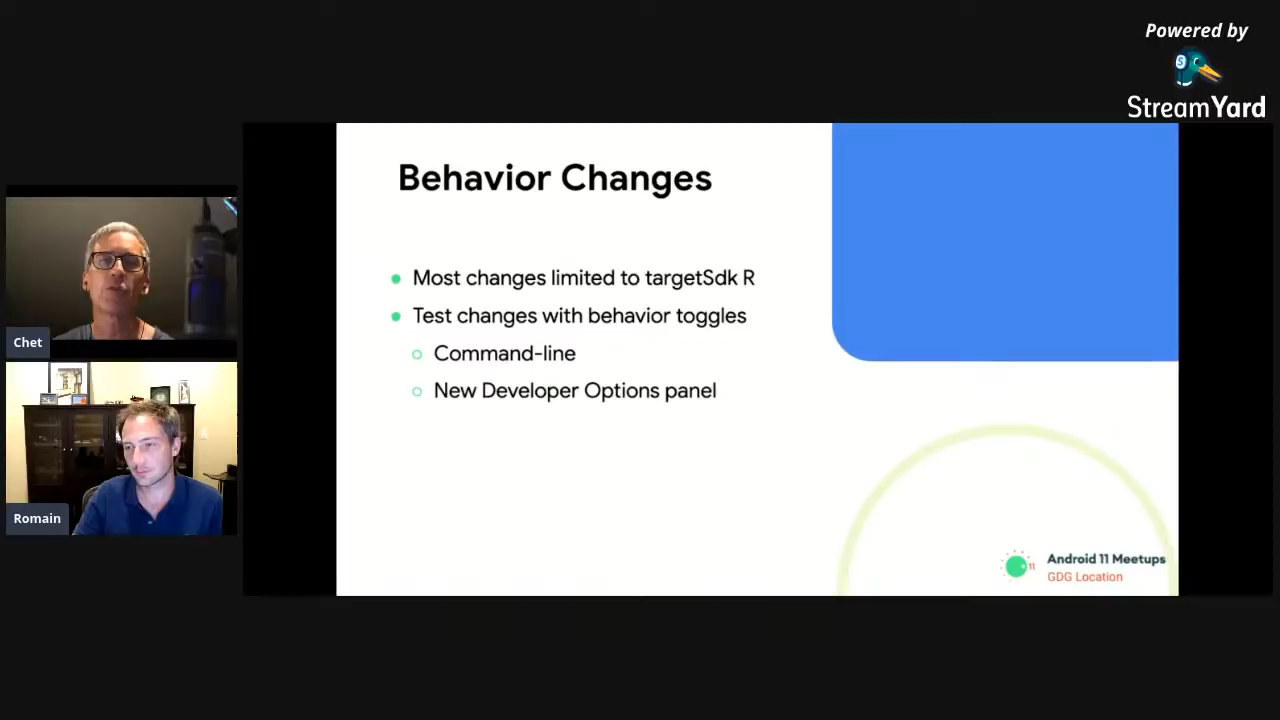 Powered by
StreamYard
Behavior Changes
Most changes limited to targetSdk R
Test changes with behavior toggles
Command-line
New Developer Options panel
Chet
Romain
11
Android 11 Meetups
GDG Location